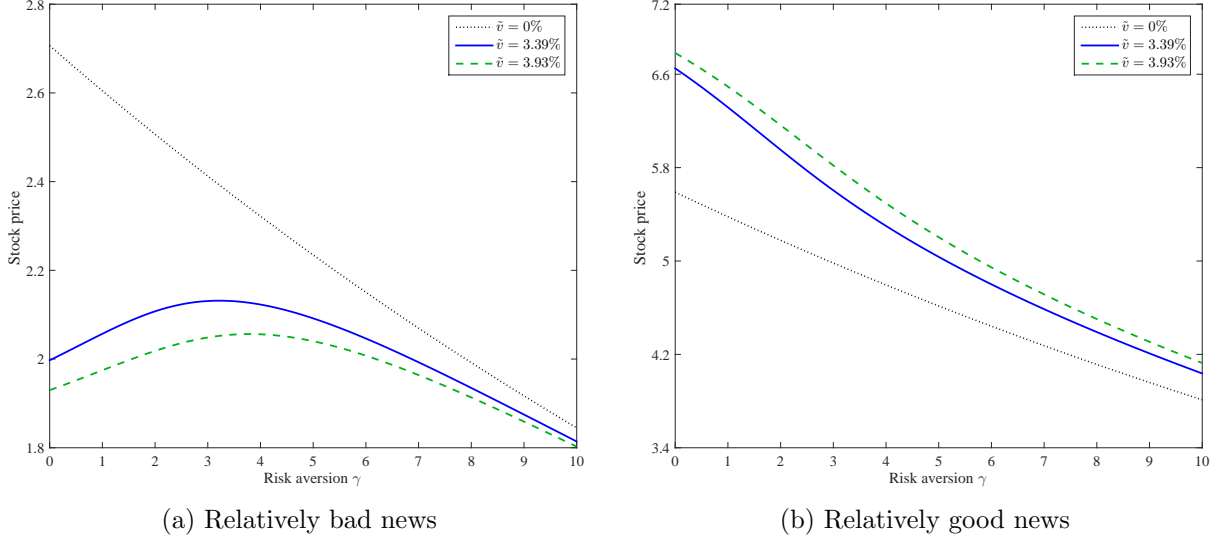 2.8
2.6
2.4
2.2
2
1.8
Stock price
0 1 2 3 4 5 6 7 8 9 10
Risk aversion γ
ṽ = 0%
ṽ = 3.39%
ṽ = 3.93%
(a) Relatively bad news
7.2
6.6
5.8
5
4.2
3.4
Stock price
0 1 2 3 4 5 6 7 8 9 10
Risk aversion γ
ṽ = 0%
ṽ = 3.39%
ṽ = 3.93%
(b) Relatively good news